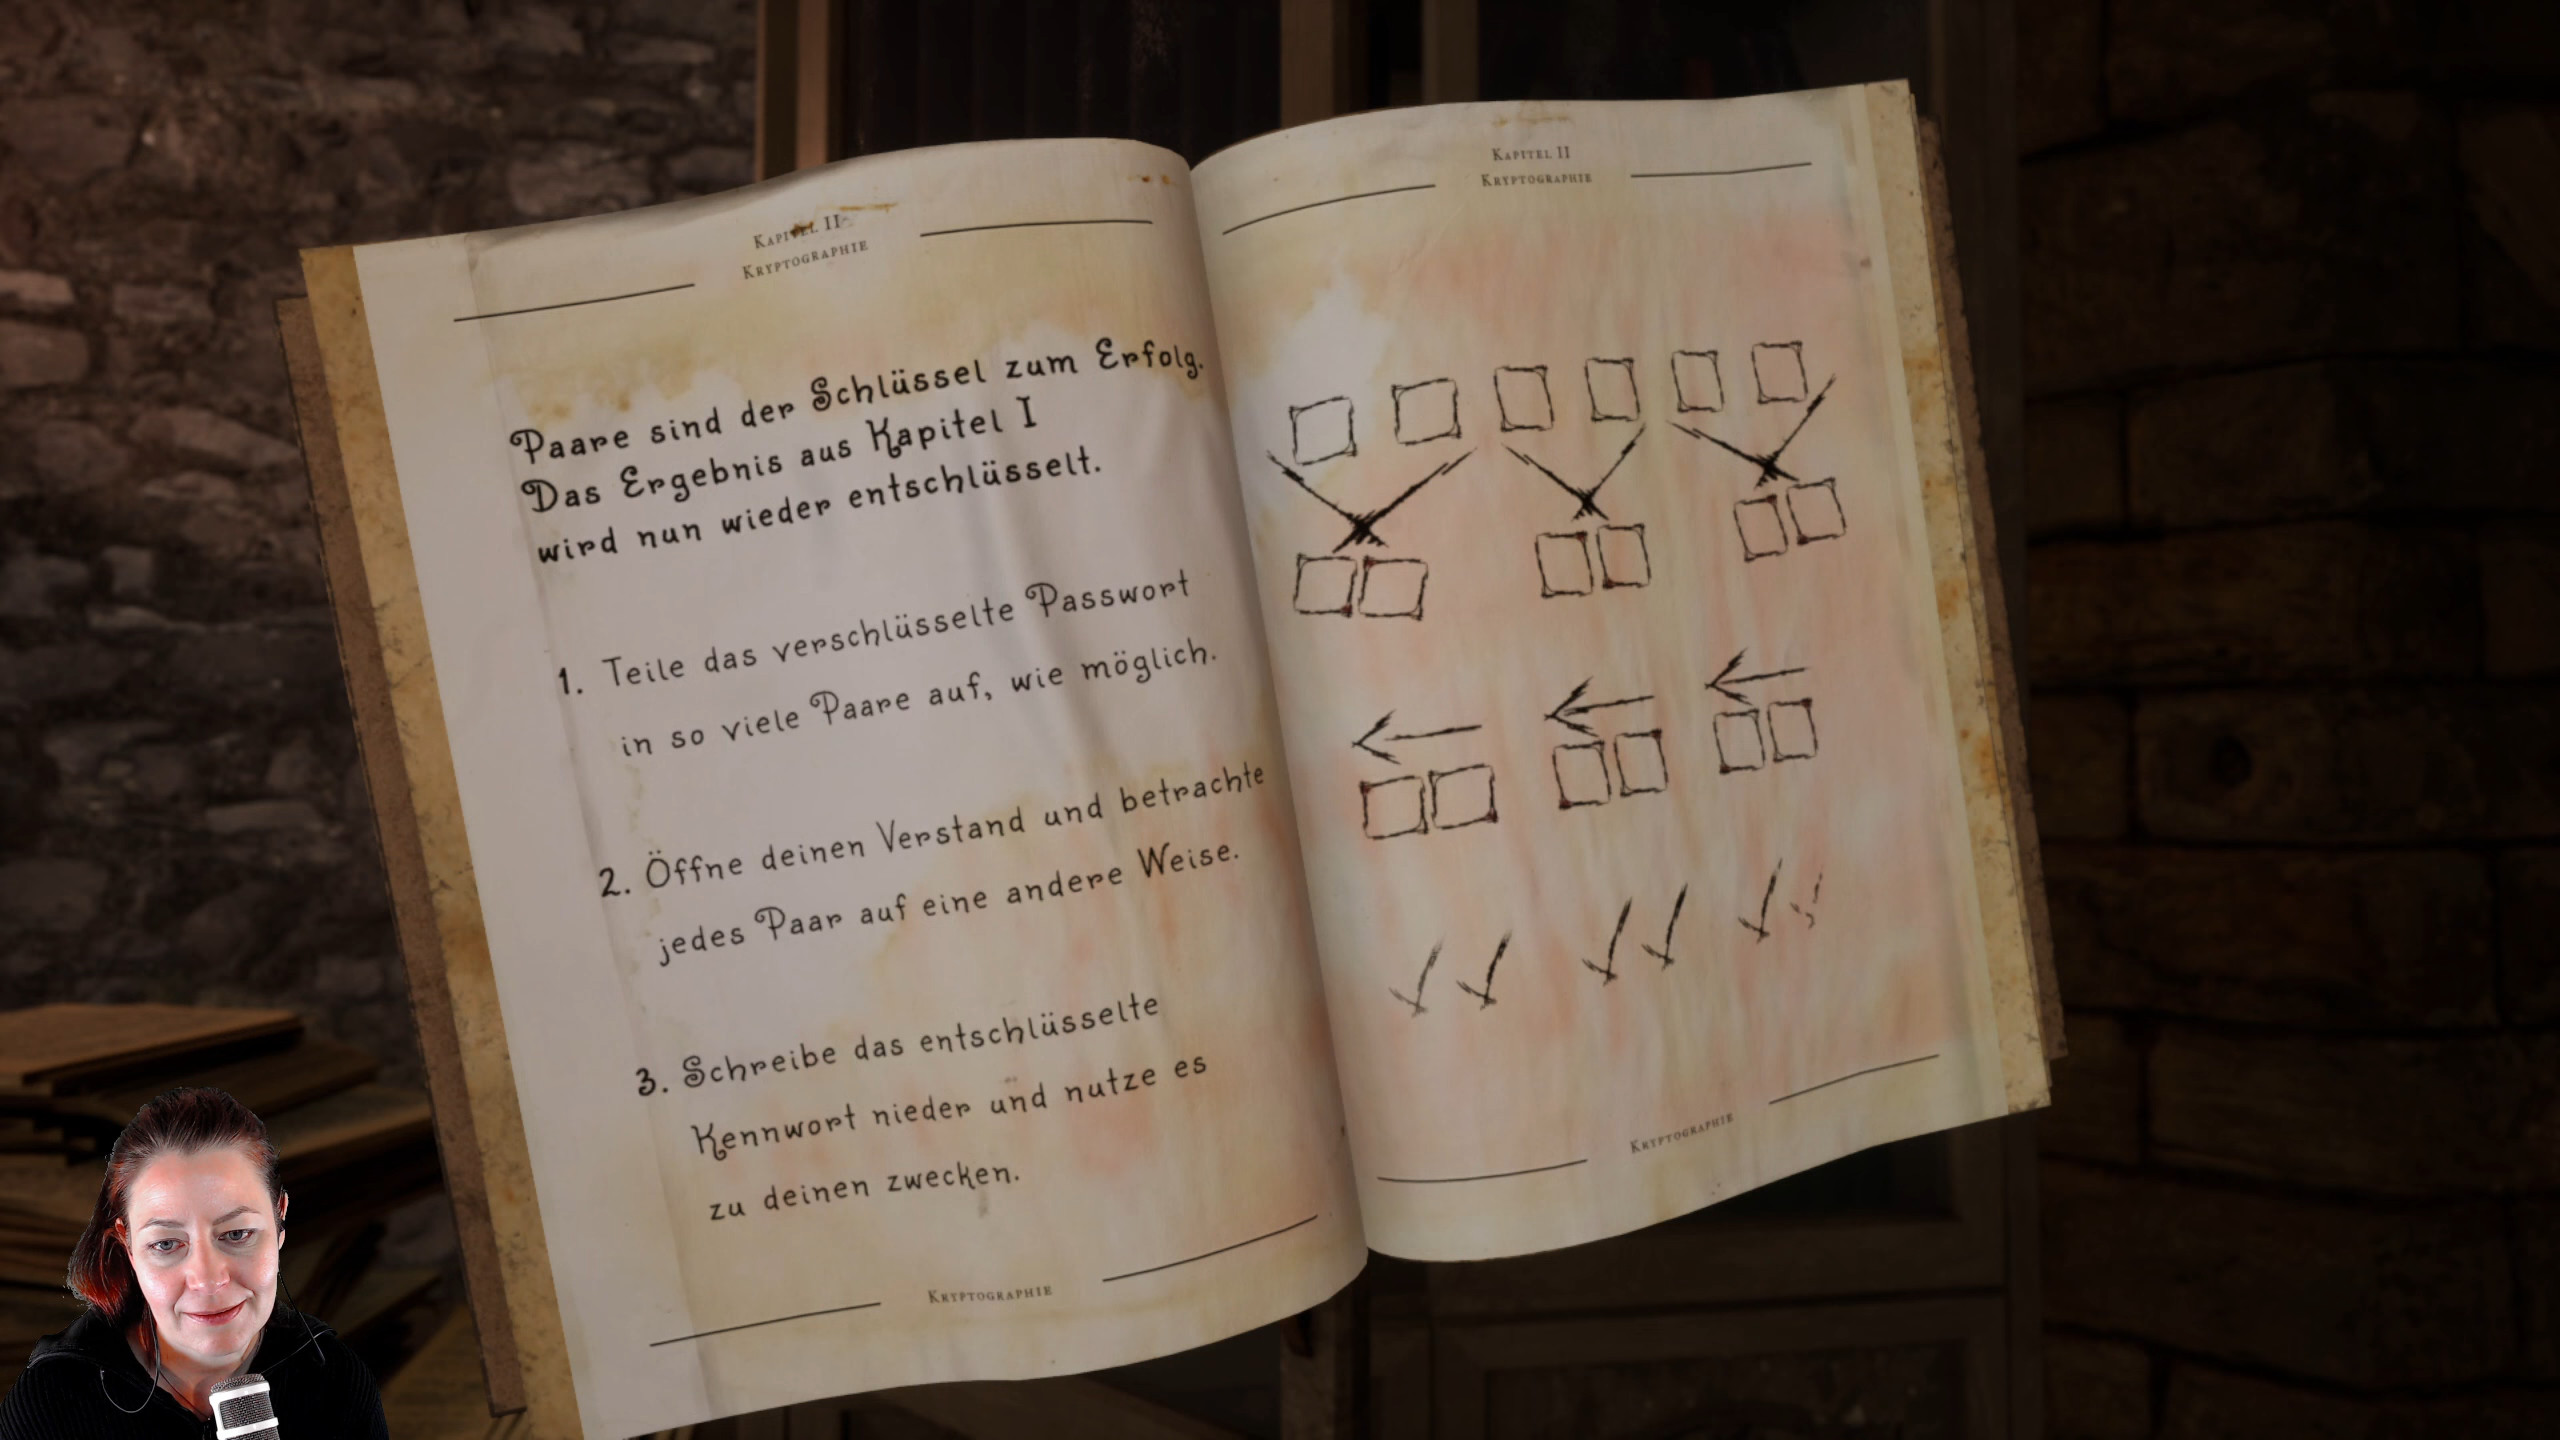 Kapitel II
Kryptographie
Paare sind der Schlüssel zum Erfolg.
Das Ergebnis aus Kapitel I
wird nun wieder entschlüsselt.
1. Teile das verschlüsselte Passwort
in so viele Paare auf, wie möglich.
2. Öffne deinen Verstand und betrachte
jedes Paar auf eine andere Weise.
3. Schreibe das entschlüsselte
Kennwort nieder und nutze es
zu deinen zwecken.
Kryptographie
Kapitel II
Kryptographie
Kryptographie